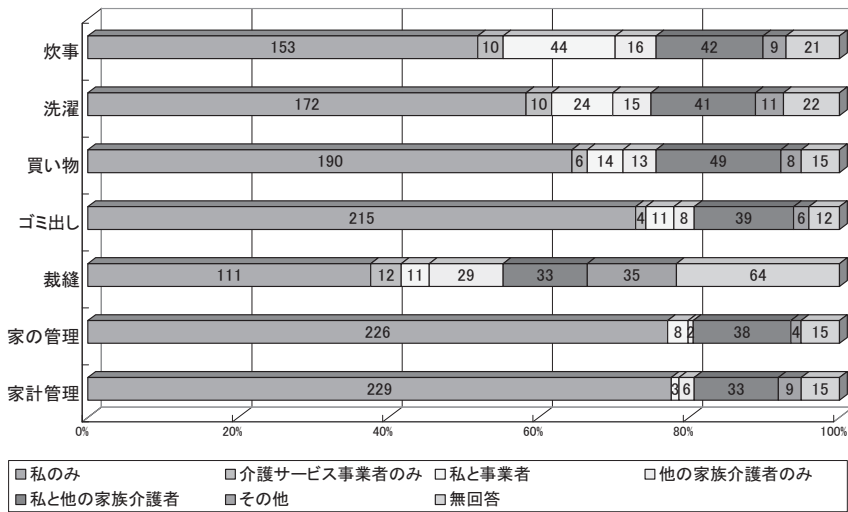 炊事 153 10 44 16 42 9 21
洗濯 172 10 24 15 41 11 22
買い物 190 6 14 13 49 8 15
ゴミ出し 215 4 11 8 39 6 12
裁縫 111 12 11 29 33 35 64
家の管理 226 8 2 38 4 15
家計管理 229 3 6 33 9 15
0% 20% 40% 60% 80% 100%
私のみ 介護サービス事業者のみ 私と事業者 他の家族介護者のみ
私と他の家族介護者 その他 無回答